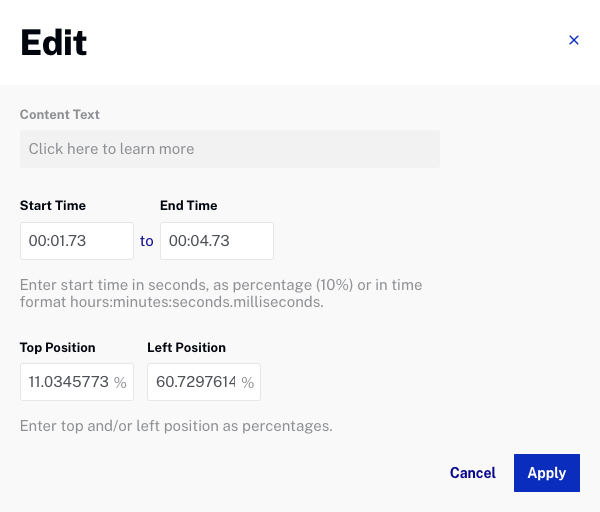 Edit
×
Content Text
Click here to learn more
Start Time End Time
00:01.73 to 00:04.73
Enter start time in seconds, as percentage (10%) or in time
format hours:minutes:seconds.milliseconds.
Top Position Left Position
11.0345773 % 60.7297614 %
Enter top and/or left position as percentages.
Cancel Apply